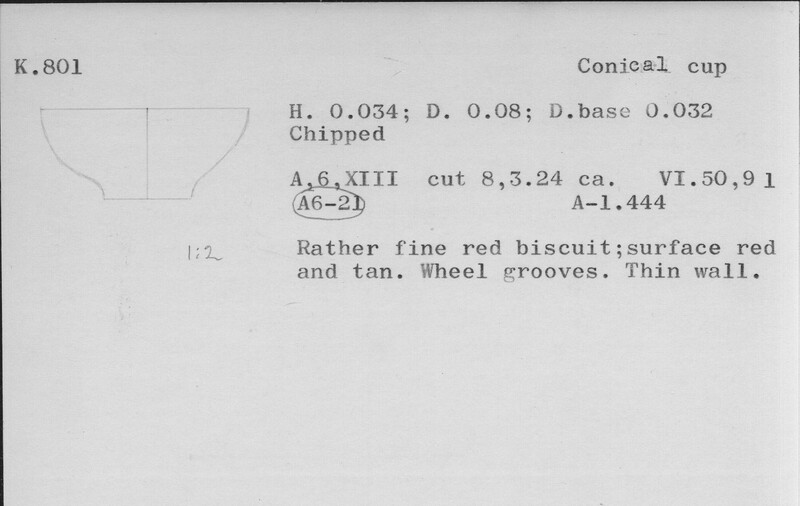 K.801
Conical cup
H. 0.034; D. 0.08; D.base 0.032
Chipped
A,6,XIII cut 8,3.24 ca. VI.50,91
A6-21 A-1.444
1:2
Rather fine red biscuit;surface red
and tan. Wheel grooves. Thin wall.